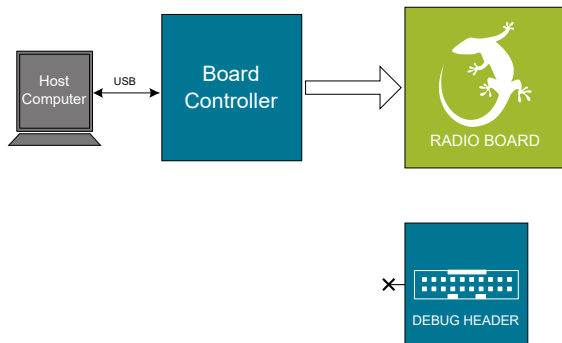 Host
Computer
USB
Board
Controller
RADIO BOARD
DEBUG HEADER